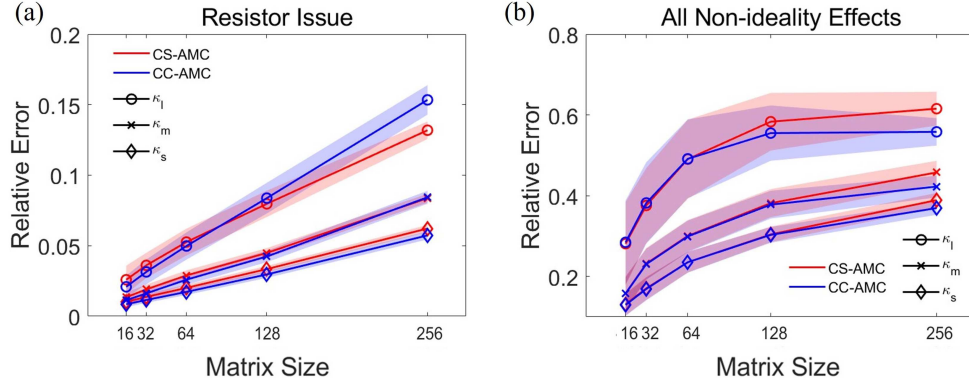 (a)
Resistor Issue
0.2
0.15
0.1
0.05
0
Relative Error
CS-AMC
CC-AMC
κl
κm
κs
16 32 64 128 256
Matrix Size
(b)
All Non-ideality Effects
0.8
0.6
0.4
0.2
Relative Error
CS-AMC
CC-AMC
κl
κm
κs
16 32 64 128 256
Matrix Size